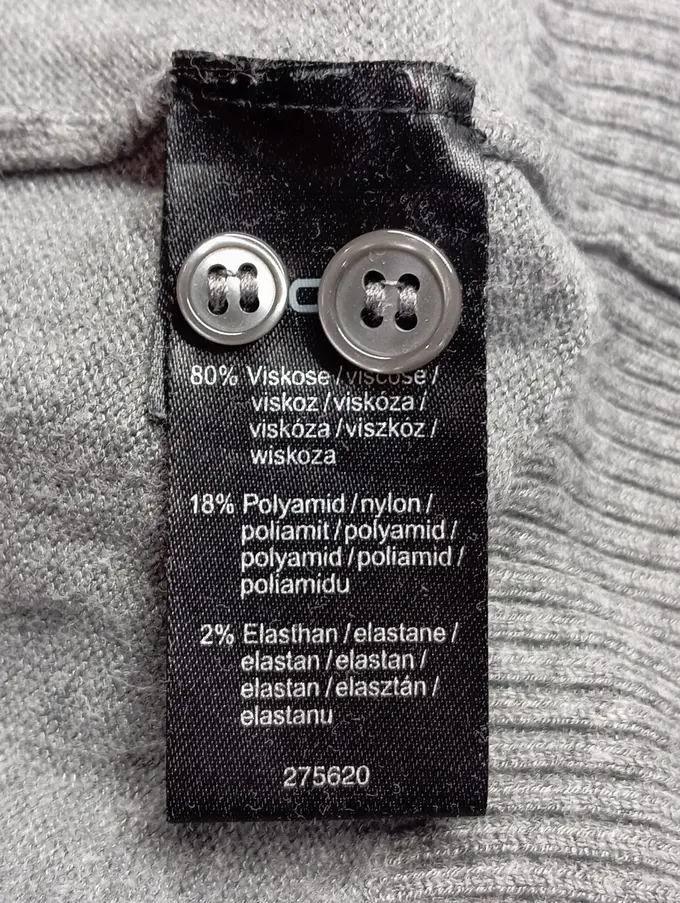 80% Viskose / viscose /
viskoz / viskóza /
viskóza / viszkóz /
wiskoza
18% Polyamid / nylon /
poliamit / polyamid /
polyamid / poliamid /
poliamidu
2% Elasthan / elastane /
elastan / elastan /
elastan / elasztán /
elastanu
275620